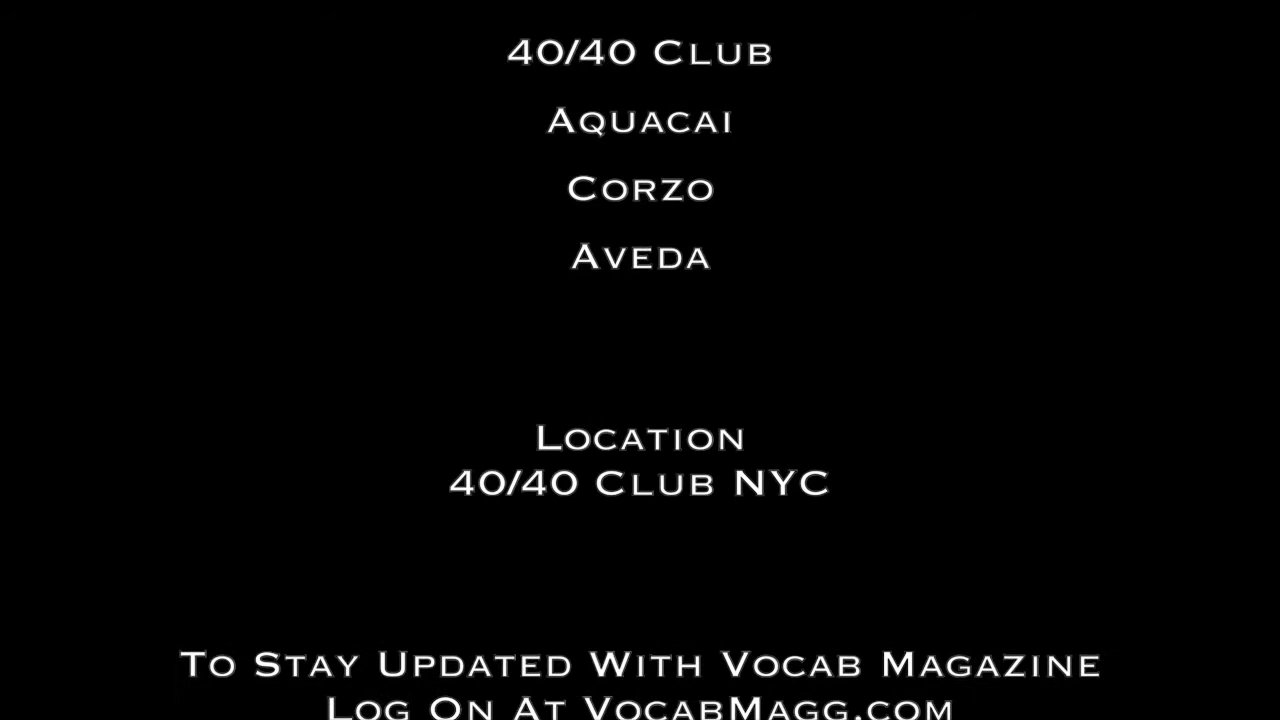 40/40 Club
Aquacai
Corzo
Aveda
Location
40/40 Club NYC
To Stay Updated With Vocab Magazine
Log On At VocabMagg.com